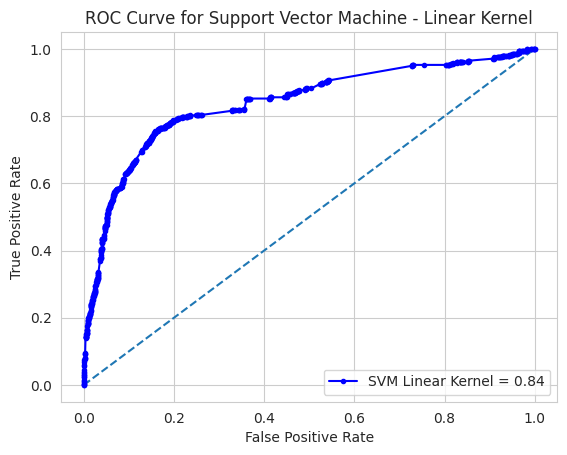 ROC Curve for Support Vector Machine - Linear Kernel
True Positive Rate
1.0
0.8
0.6
0.4
0.2
0.0
SVM Linear Kernel = 0.84
0.0 0.2 0.4 0.6 0.8 1.0
False Positive Rate